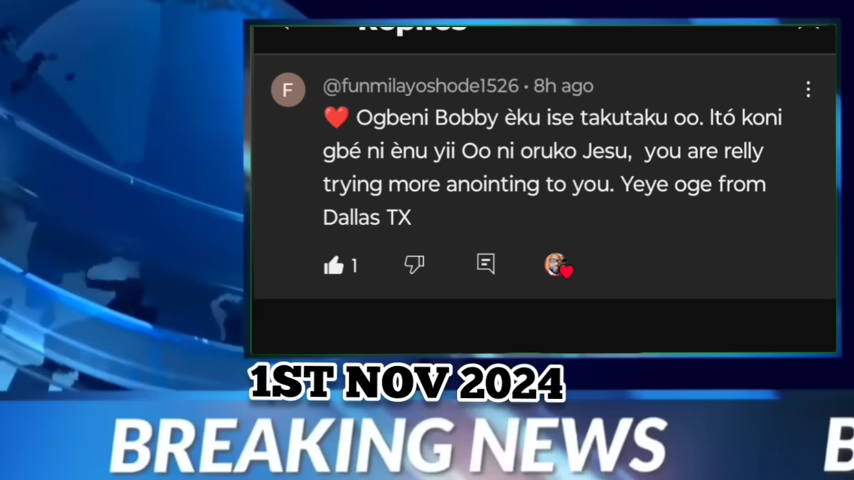 Replies
@funmilayoshode1526 • 8h ago
❤️ Ogbeni Bobby èku ise takutaku oo. Itó koni
gbé ni ènu yii Oo ni oruko Jesu, you are relly
trying more anointing to you. Yeye oge from
Dallas TX
1
1ST NOV 2024
BREAKING NEWS B